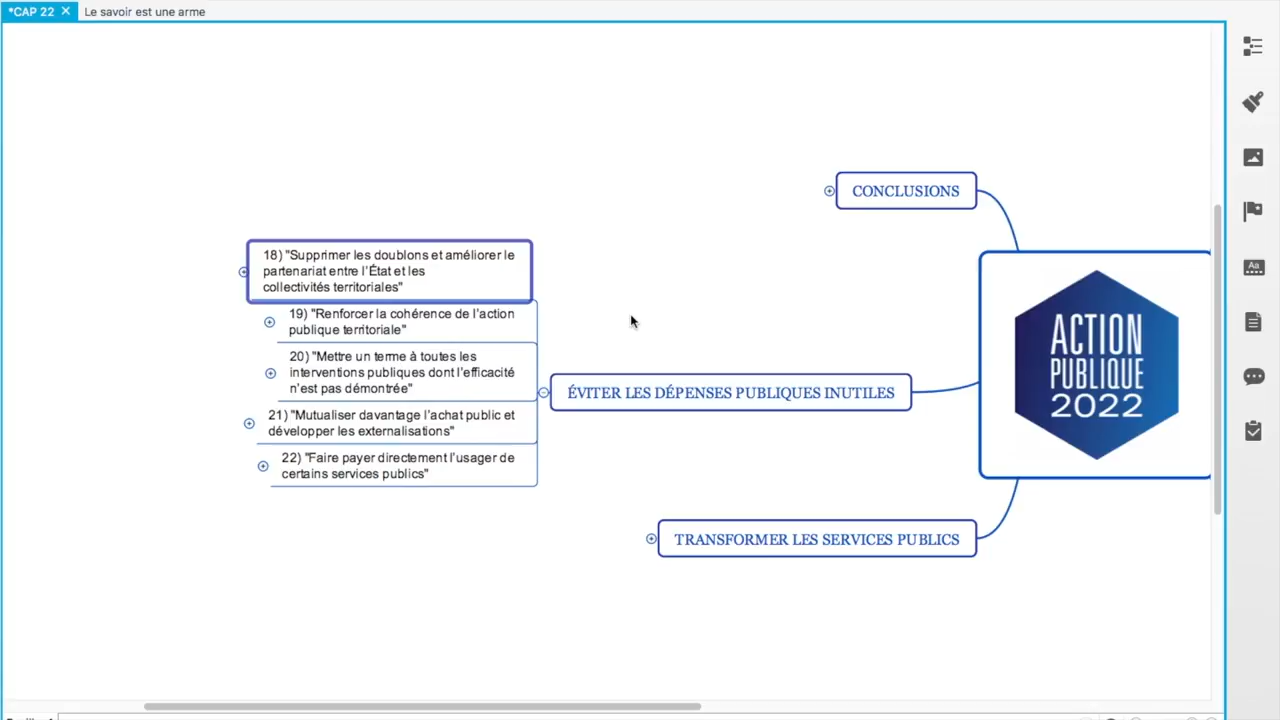 *CAP 22
Le savoir est une arme
CONCLUSIONS
18) "Supprimer les doublons et améliorer le
partenariat entre l'État et les
collectivités territoriales"
19) "Renforcer la cohérence de l'action
publique territoriale"
20) "Mettre un terme à toutes les
interventions publiques dont l'efficacité
n'est pas démontrée"
21) "Mutualiser davantage l'achat public et
développer les externalisations"
22) "Faire payer directement l'usager de
certains services publics"
ÉVITER LES DÉPENSES PUBLIQUES INUTILES
ACTION
PUBLIQUE
2022
TRANSFORMER LES SERVICES PUBLICS
Aa